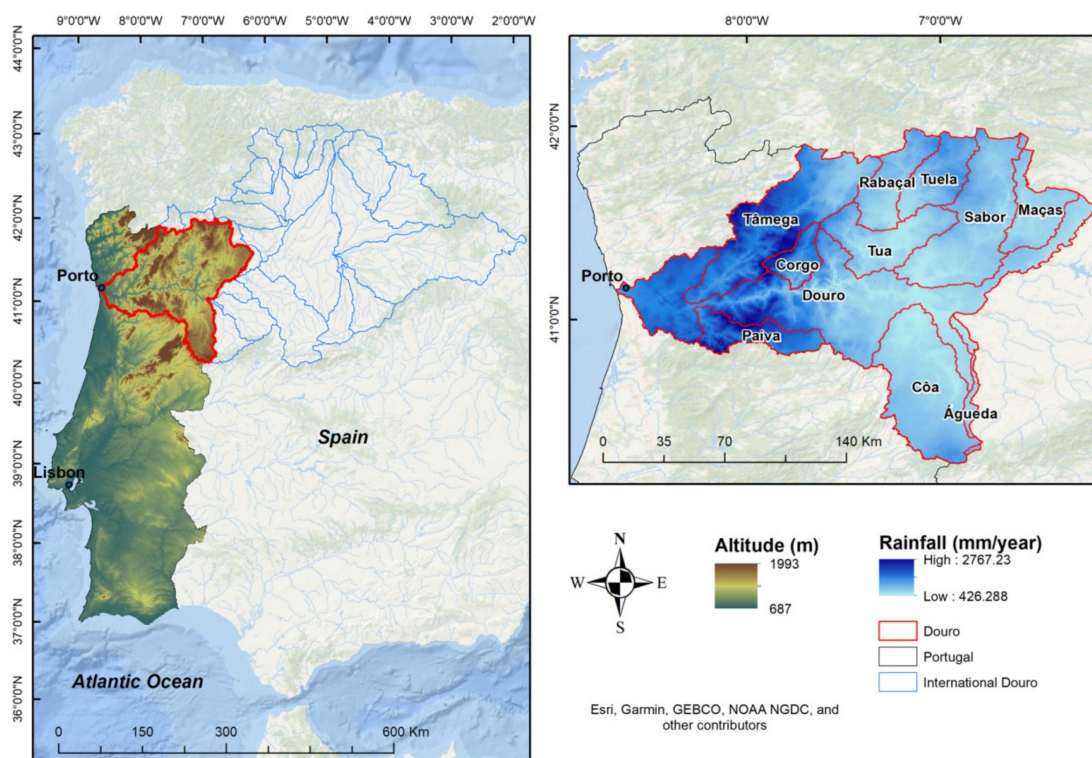 9°0'0"W 8°0'0"W 7°0'0"W 6°0'0"W 5°0'0"W 4°0'0"W 3°0'0"W 2°0'0"W
44°0'0"N
43°0'0"N
42°0'0"N
41°0'0"N
40°0'0"N
39°0'0"N
38°0'0"N
37°0'0"N
36°0'0"N
Porto
Lisbon
Spain
Atlantic Ocean
0 150 300 600 Km
8°0'0"W 7°0'0"W
42°0'0"N
41°0'0"N
Rabaçal
Tuela
Tâmega
Sabor
Maças
Corgo
Tua
Porto
Douro
Paiva
Côa
Águeda
0 35 70 140 Km
N
W E
S
Altitude (m)
1993
687
Rainfall (mm/year)
High : 2767.23
Low : 426.288
Douro
Portugal
International Douro
Esri, Garmin, GEBCO, NOAA NGDC, and
other contributors